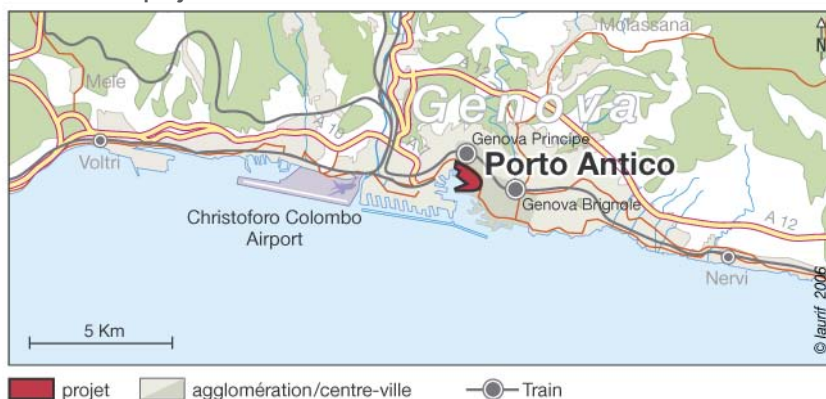 Molassana
N
Mele
A 12
Genova
A 10
Genova Principe
Voltri
Porto Antico
Christoforo Colombo
Airport
Genova Brignole
A 12
Nervi
5 Km
© Iaurif 2006
projet
agglomération/centre-ville
Train